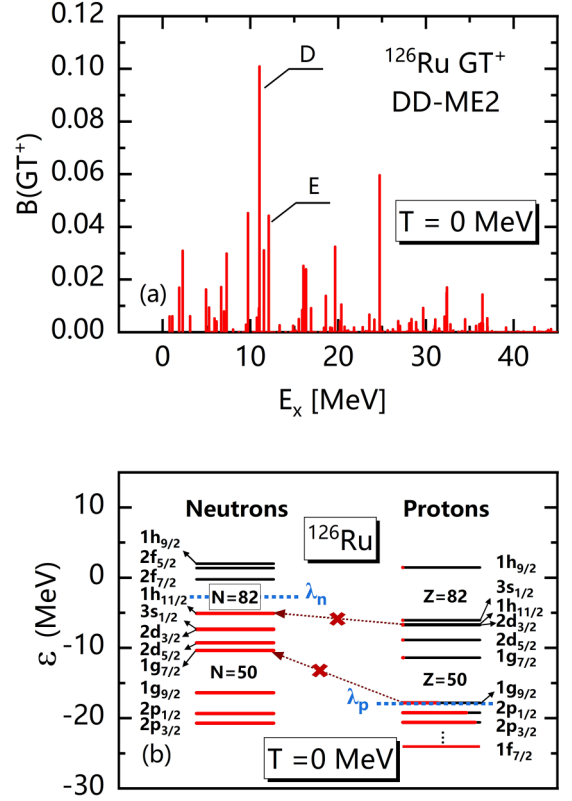 0.12
0.10
0.08
0.06
0.04
0.02
0.00
B(GT⁺)
D
E
¹²⁶Ru GT⁺
DD-ME2
T = 0 MeV
(a)
0 10 20 30 40
Eₓ [MeV]
15
5
-10
-20
-30
ε (MeV)
Neutrons
Protons
¹²⁶Ru
1h₉/₂
2f₅/₂
2f₇/₂
1h₁₁/₂
3s₁/₂
2d₃/₂
2d₅/₂
1g₇/₂
1g₉/₂
2p₁/₂
2p₃/₂
N=82
λₙ
N=50
1h₉/₂
3s₁/₂
Z=82
1h₁₁/₂
2d₃/₂
2d₅/₂
1g₇/₂
Z=50
1g₉/₂
λₚ
2p₁/₂
2p₃/₂
⋮
1f₇/₂
(b)
T =0 MeV